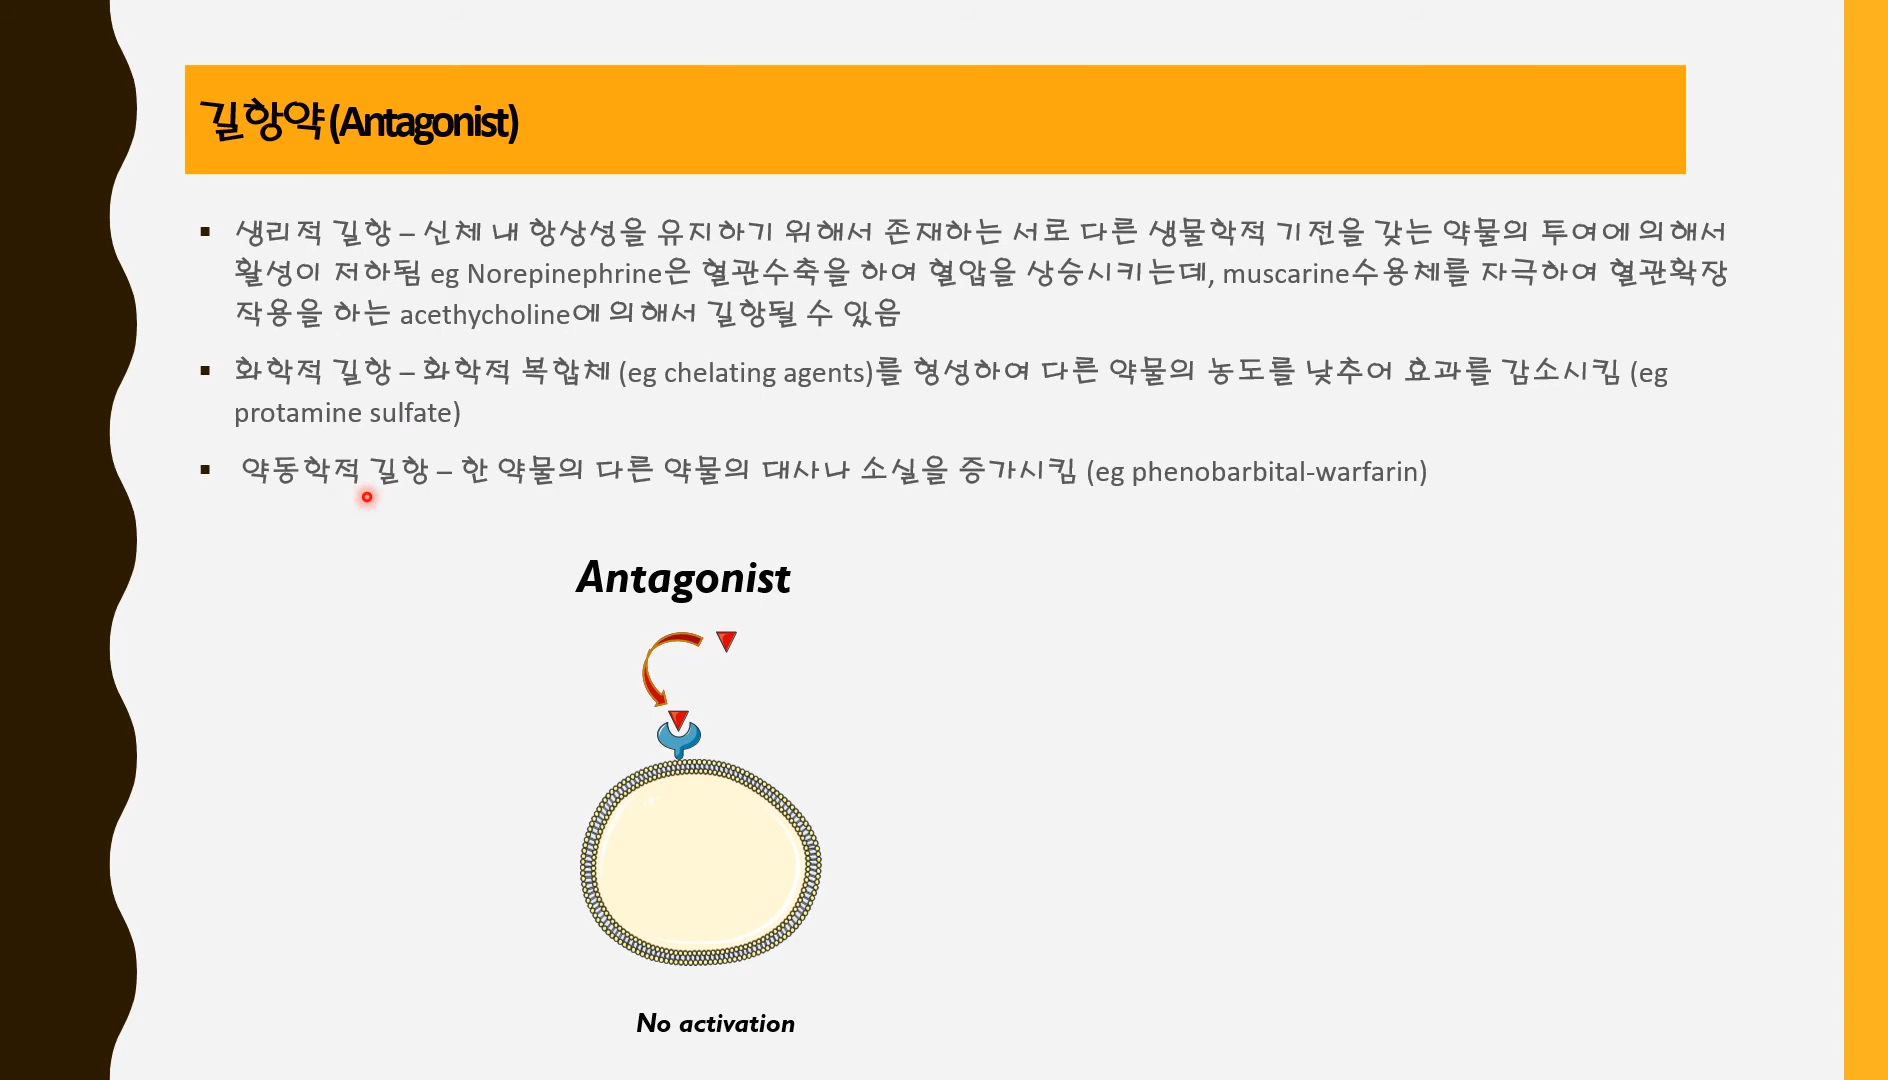 길항약 (Antagonist)
▪ 생리적 길항 – 신체 내 항상성을 유지하기 위해서 존재하는 서로 다른 생물학적 기전을 갖는 약물의 투여에 의해서
활성이 저하됨 eg Norepinephrine은 혈관수축을 하여 혈압을 상승시키는데, muscarine수용체를 자극하여 혈관확장
작용을 하는 acethycholine에 의해서 길항될 수 있음
▪ 화학적 길항 – 화학적 복합체 (eg chelating agents)를 형성하여 다른 약물의 농도를 낮추어 효과를 감소시킴 (eg
protamine sulfate)
▪ 약동학적 길항 – 한 약물의 다른 약물의 대사나 소실을 증가시킴 (eg phenobarbital-warfarin)
Antagonist
No activation